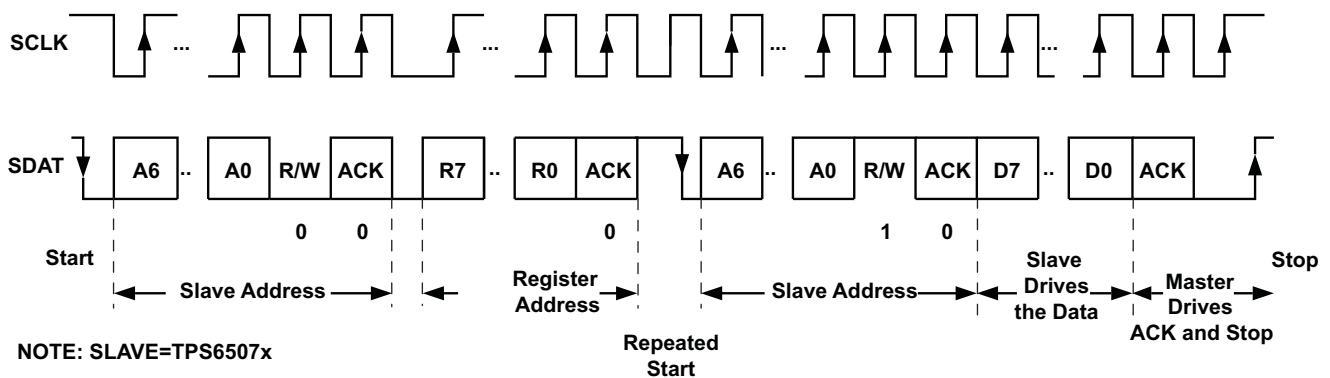 SCLK ... ... ... ...
SDAT A6 .. A0 R/W ACK R7 .. R0 ACK A6 .. A0 R/W ACK D7 .. D0 ACK
0 0 0 1 0
Start Stop
Slave Address
Register
Address
Slave Address
Slave
Drives
the Data
Master
Drives
ACK and Stop
Repeated
Start
NOTE: SLAVE=TPS6507x